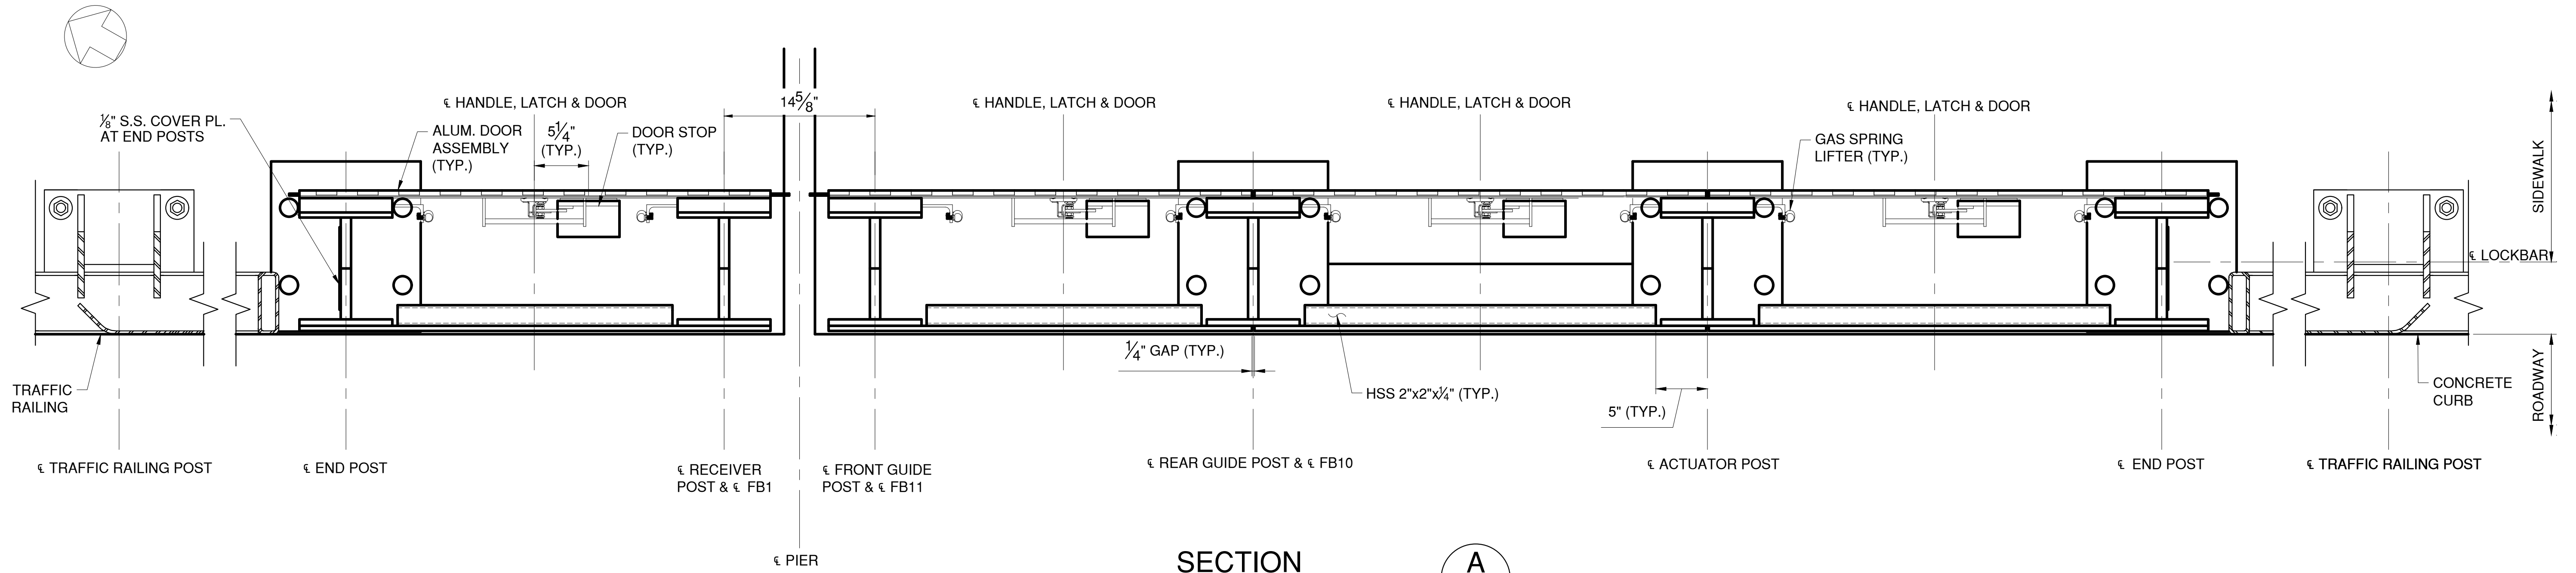 ℄ HANDLE, LATCH & DOOR
14 5/8"
℄ HANDLE, LATCH & DOOR
℄ HANDLE, LATCH & DOOR
℄ HANDLE, LATCH & DOOR
1/8" S.S. COVER PL.
AT END POSTS
ALUM. DOOR
ASSEMBLY
(TYP.)
5 1/4"
(TYP.)
DOOR STOP
(TYP.)
GAS SPRING
LIFTER (TYP.)
SIDEWALK
℄ LOCKBAR
ROADWAY
1/4" GAP (TYP.)
HSS 2"x2"x1/4" (TYP.)
5" (TYP.)
TRAFFIC
RAILING
CONCRETE
CURB
℄ TRAFFIC RAILING POST
℄ END POST
℄ RECEIVER
POST & ℄ FB1
℄ FRONT GUIDE
POST & ℄ FB11
℄ REAR GUIDE POST & ℄ FB10
℄ ACTUATOR POST
℄ END POST
℄ TRAFFIC RAILING POST
℄ PIER
SECTION
A